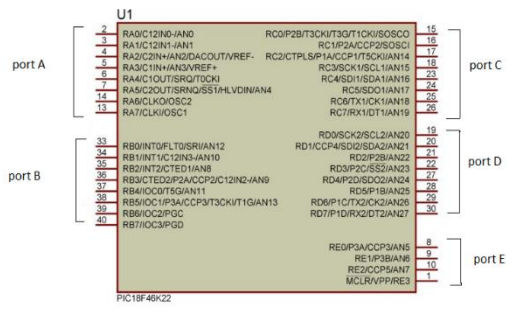 U1
port A
2 RA0/C12IN0-/AN0
3 RA1/C12IN1-/AN1
4 RA2/C2IN+/AN2/DACOUT/VREF-
5 RA3/C1IN+/AN3/VREF+
6 RA4/C1OUT/SRQ/T0CKI
7 RA5/C2OUT/SRNQ/SS1/HLVDIN/AN4
14 RA6/CLKO/OSC2
13 RA7/CLKI/OSC1
port B
33 RB0/INT0/FLT0/SRI/AN12
34 RB1/INT1/C12IN3-/AN10
35 RB2/INT2/CTED1/AN8
36 RB3/CTED2/P2A/CCP2/C12IN2-/AN9
37 RB4/IOC0/T5G/AN11
38 RB5/IOC1/P3A/CCP3/T3CKI/T1G/AN13
39 RB6/IOC2/PGC
40 RB7/IOC3/PGD
port C
RC0/P2B/T3CKI/T3G/T1CKI/SOSCO 15
RC1/P2A/CCP2/SOSCI 16
RC2/CTPLS/P1A/CCP1/T5CKI/AN14 17
RC3/SCK1/SCL1/AN15 18
RC4/SDI1/SDA1/AN16 23
RC5/SDO1/AN17 24
RC6/TX1/CK1/AN18 25
RC7/RX1/DT1/AN19 26
port D
RD0/SCK2/SCL2/AN20 19
RD1/CCP4/SDI2/SDA2/AN21 20
RD2/P2B/AN22 21
RD3/P2C/SS2/AN23 22
RD4/P2D/SDO2/AN24 27
RD5/P1B/AN25 28
RD6/P1C/TX2/CK2/AN26 29
RD7/P1D/RX2/DT2/AN27 30
port E
RE0/P3A/CCP3/AN5 8
RE1/P3B/AN6 9
RE2/CCP5/AN7 10
MCLR/VPP/RE3 1
PIC18F46K22